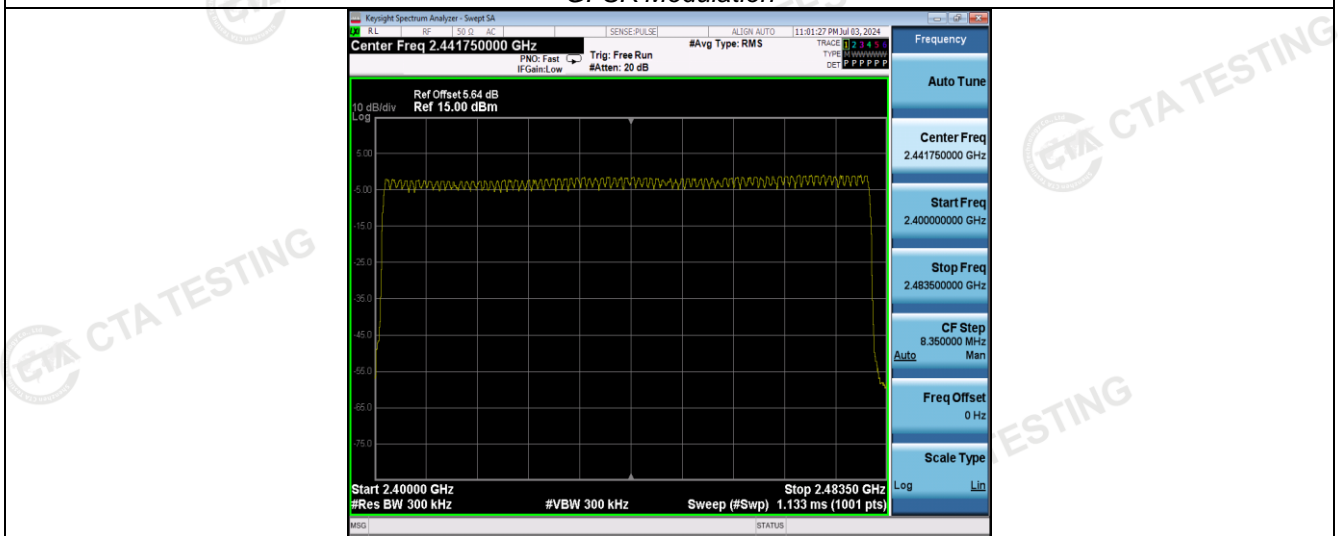 GFSK Modulation
Keysight Spectrum Analyzer - Swept SA
RL RF 50 Ω AC SENSE:PULSE ALIGN AUTO 11:01:27 PM Jul 03, 2024
Center Freq 2.441750000 GHz
PNO: Fast
IFGain:Low
Trig: Free Run
#Atten: 20 dB
#Avg Type: RMS
TRACE 1 2 3 4 5 6
TYPE M WWWWW
DET P P P P P P
Ref Offset 5.64 dB
10 dB/div Ref 15.00 dBm
Log
5.00
-5.00
-15.0
-25.0
-35.0
-45.0
-55.0
-65.0
-75.0
Start 2.40000 GHz
Stop 2.48350 GHz
#Res BW 300 kHz
#VBW 300 kHz
Sweep (#Swp) 1.133 ms (1001 pts)
MSG
STATUS
Frequency
Auto Tune
Center Freq
2.441750000 GHz
Start Freq
2.400000000 GHz
Stop Freq
2.483500000 GHz
CF Step
8.350000 MHz
Auto Man
Freq Offset
0 Hz
Scale Type
Log Lin
CTA TESTING
CTA TESTING
TESTING